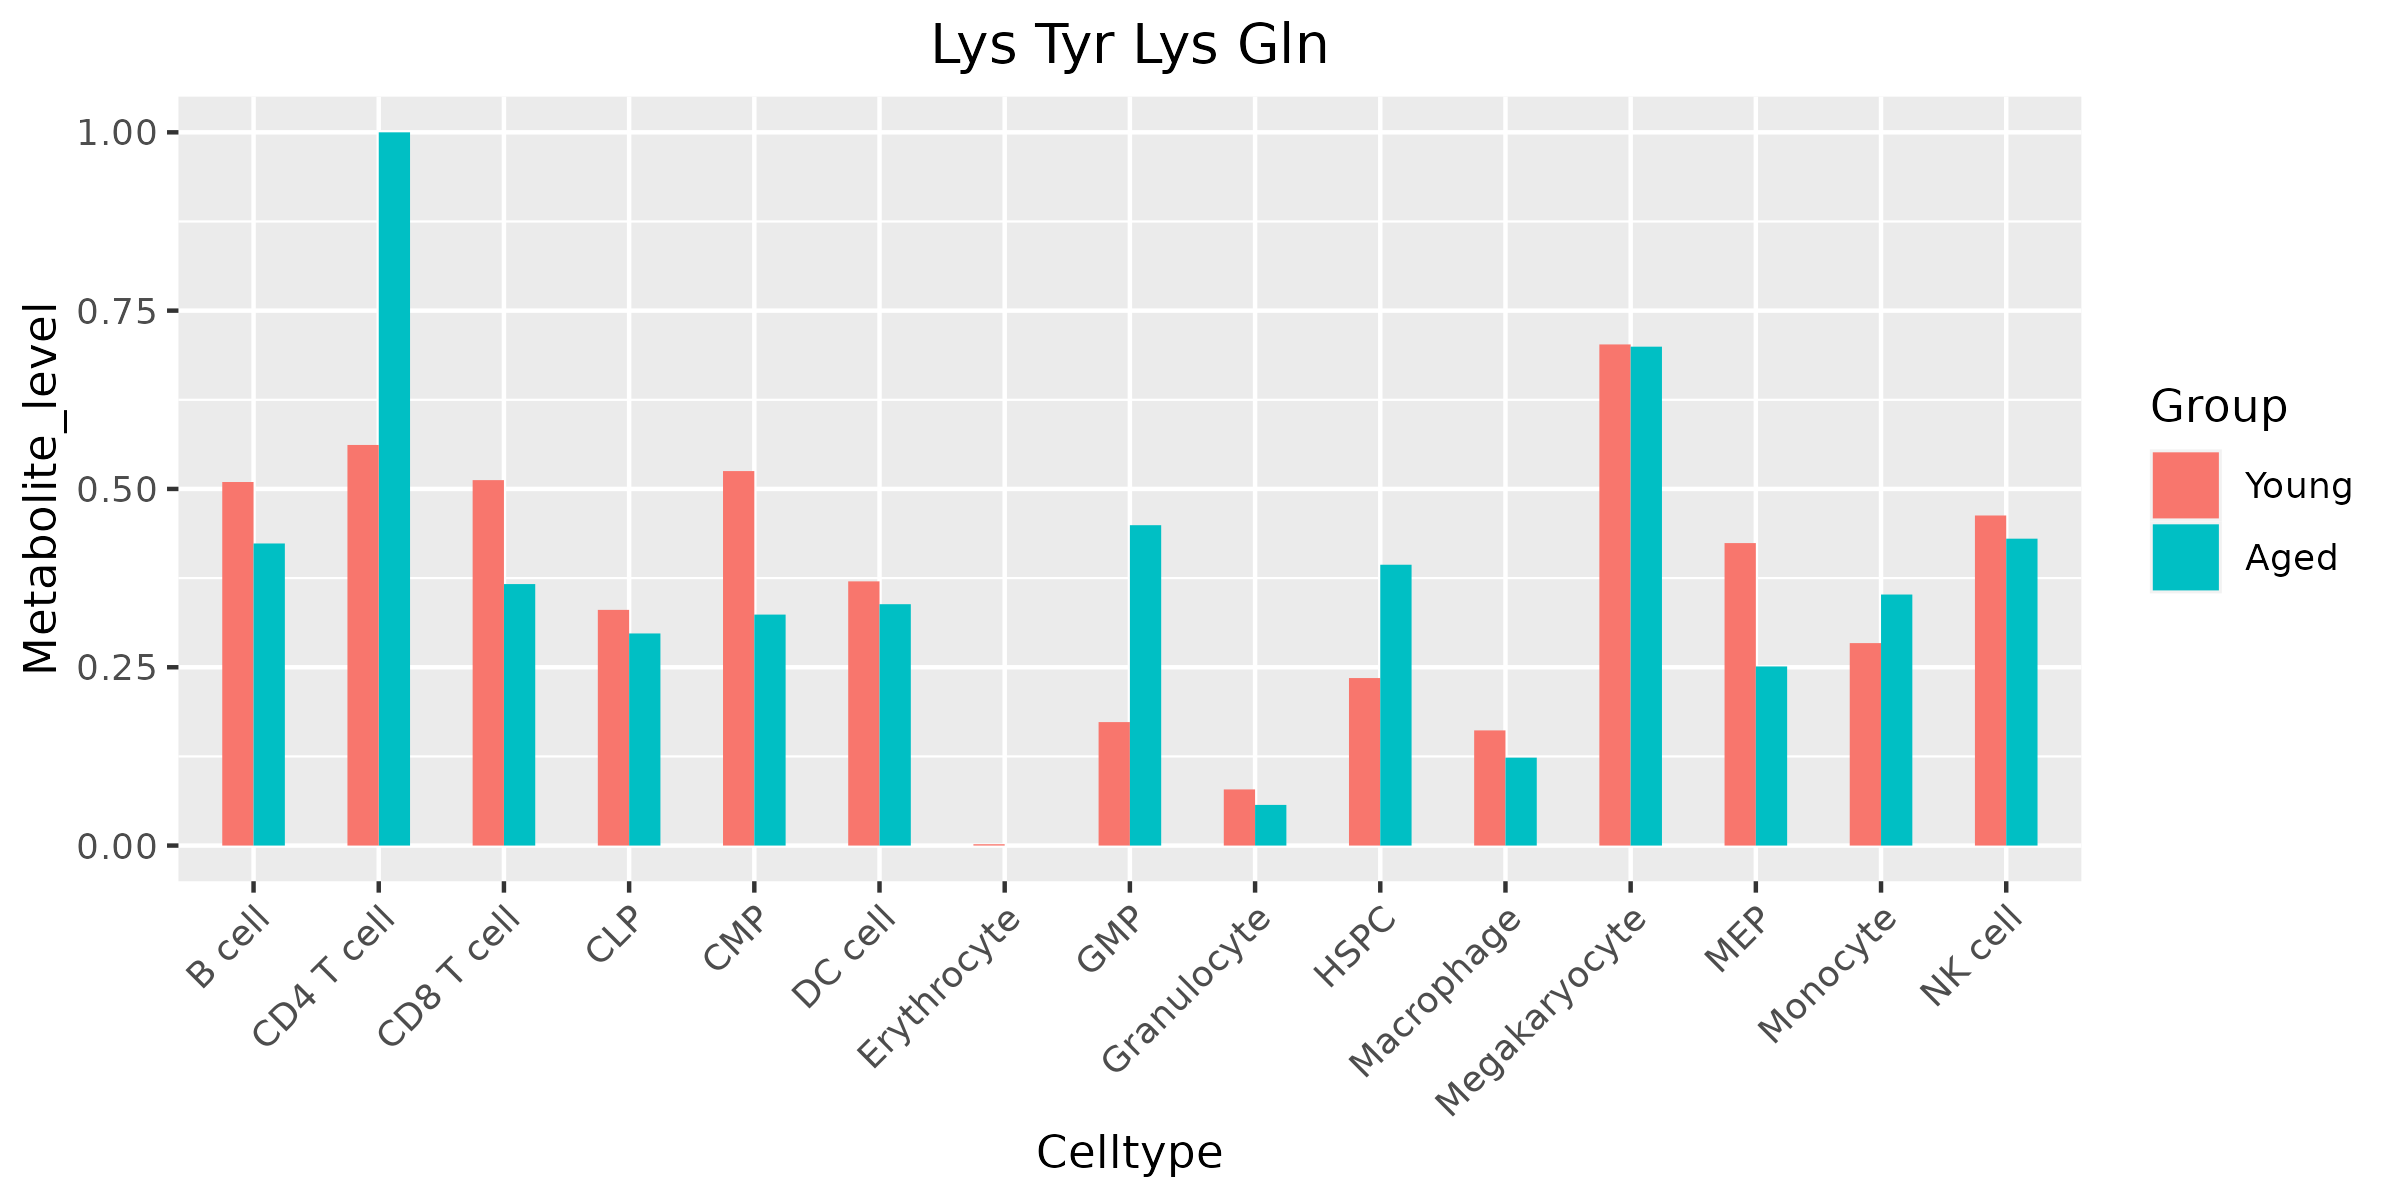 Lys Tyr Lys Gln
Metabolite_level
1.00
0.75
0.50
0.25
0.00
B cell
CD4 T cell
CD8 T cell
CLP
CMP
DC cell
Erythrocyte
GMP
Granulocyte
HSPC
Macrophage
Megakaryocyte
MEP
Monocyte
NK cell
Celltype
Group
Young
Aged